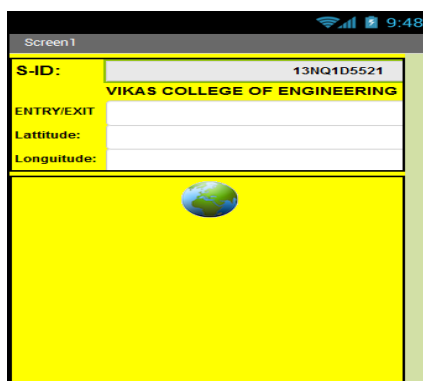 9:48
Screen1
S-ID: 13NQ1D5521
VIKAS COLLEGE OF ENGINEERING
ENTRY/EXIT
Lattitude:
Longuitude: